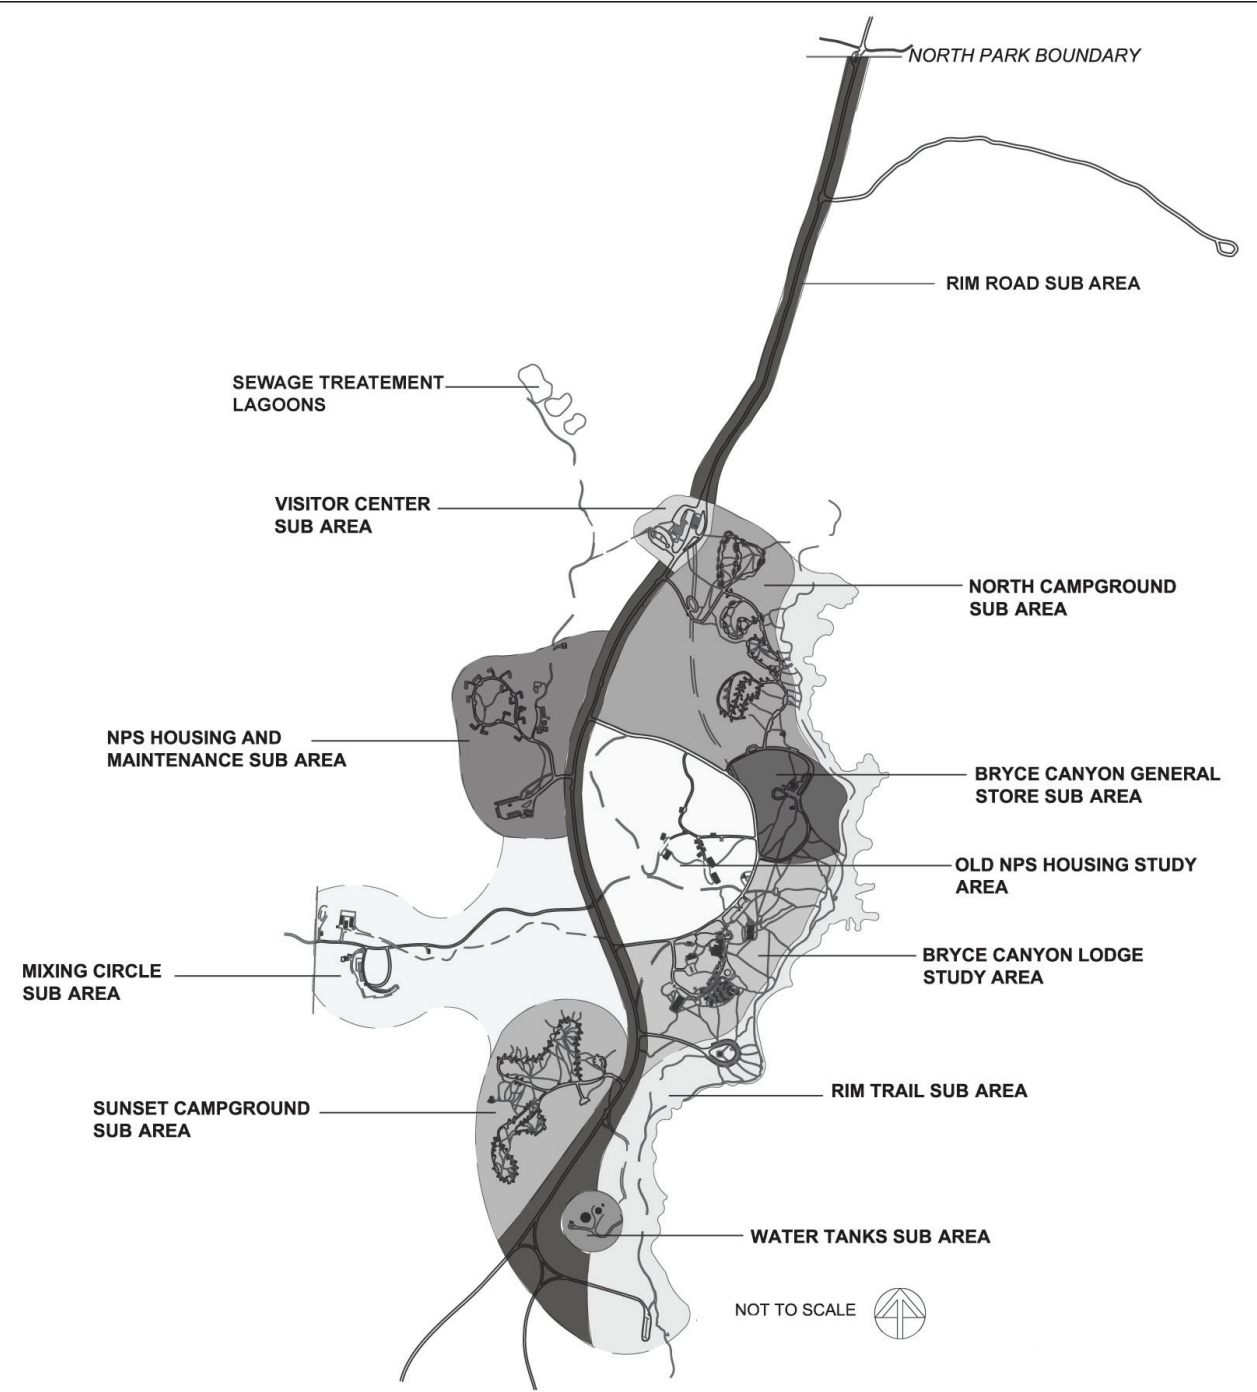 NORTH PARK BOUNDARY
RIM ROAD SUB AREA
SEWAGE TREATEMENT
LAGOONS
VISITOR CENTER
SUB AREA
NORTH CAMPGROUND
SUB AREA
NPS HOUSING AND
MAINTENANCE SUB AREA
BRYCE CANYON GENERAL
STORE SUB AREA
OLD NPS HOUSING STUDY
AREA
BRYCE CANYON LODGE
STUDY AREA
MIXING CIRCLE
SUB AREA
RIM TRAIL SUB AREA
SUNSET CAMPGROUND
SUB AREA
WATER TANKS SUB AREA
NOT TO SCALE